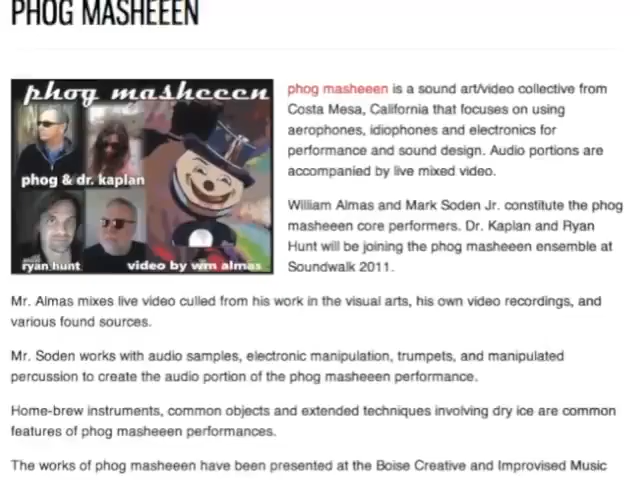 PHOG MASHEEEN
phog masheeen
phog & dr. kaplan
ryan hunt
video by wm almas
phog masheeen is a sound art/video collective from
Costa Mesa, California that focuses on using
aerophones, idiophones and electronics for
performance and sound design. Audio portions are
accompanied by live mixed video.
William Almas and Mark Soden Jr. constitute the phog
masheeen core performers. Dr. Kaplan and Ryan
Hunt will be joining the phog masheeen ensemble at
Soundwalk 2011.
Mr. Almas mixes live video culled from his work in the visual arts, his own video recordings, and
various found sources.
Mr. Soden works with audio samples, electronic manipulation, trumpets, and manipulated
percussion to create the audio portion of the phog masheeen performance.
Home-brew instruments, common objects and extended techniques involving dry ice are common
features of phog masheeen performances.
The works of phog masheeen have been presented at the Boise Creative and Improvised Music